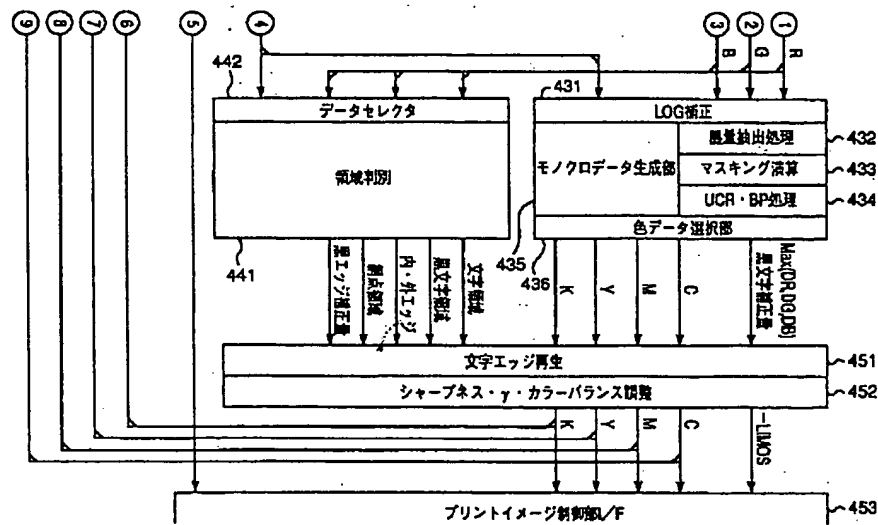 9 8 7 6 5 4 3 2 1
B G R
442
431
データセレクタ
LOG補正
領域判別
モノクロデータ生成部
墨量抽出処理
432
マスキング演算
433
UCR・BP処理
434
色データ選択部
441
435
436
黒エッジ補正量
網点領域
内・外エッジ
黒文字領域
文字領域
K Y M C
Max(DR,DG,DB)
黒文字補正量
文字エッジ再生
451
シャープネス・γ・カラーバランス調整
452
K Y M C
-LIMOS
プリントイメージ制御部I/F
453